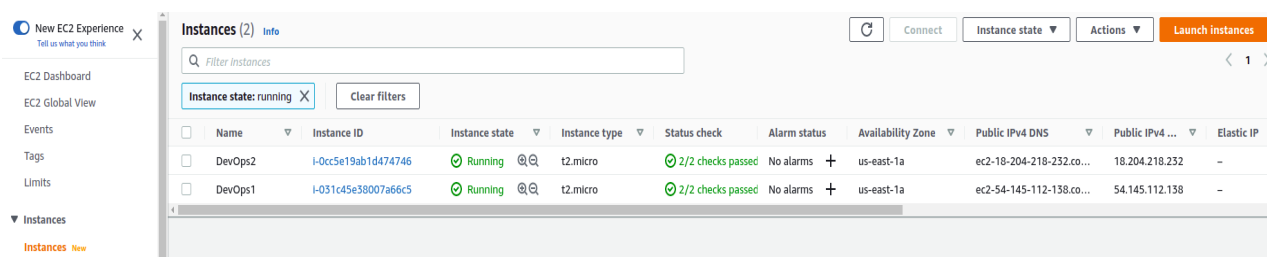 New EC2 Experience
Tell us what you think
EC2 Dashboard
EC2 Global View
Events
Tags
Limits
Instances
Instances New
Instances (2) Info
Connect
Instance state
Actions
Launch instances
Filter instances
1
Instance state: running
Clear filters
Name Instance ID Instance state Instance type Status check Alarm status Availability Zone Public IPv4 DNS Public IPv4 ... Elastic IP
DevOps2 i-0cc5e19ab1d474746 Running t2.micro 2/2 checks passed No alarms + us-east-1a ec2-18-204-218-232.co... 18.204.218.232 –
DevOps1 i-031c45e38007a66c5 Running t2.micro 2/2 checks passed No alarms + us-east-1a ec2-54-145-112-138.co... 54.145.112.138 –